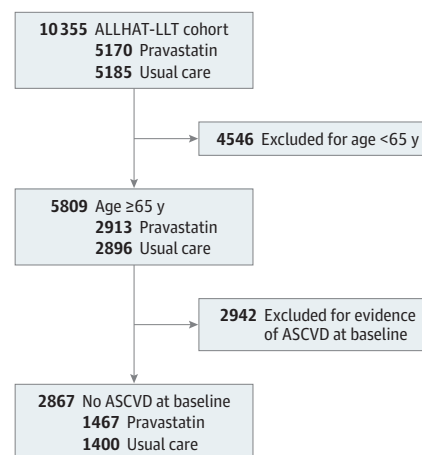 10 355 ALLHAT-LLT cohort
5170 Pravastatin
5185 Usual care
4546 Excluded for age <65 y
5809 Age ≥65 y
2913 Pravastatin
2896 Usual care
2942 Excluded for evidence
of ASCVD at baseline
2867 No ASCVD at baseline
1467 Pravastatin
1400 Usual care